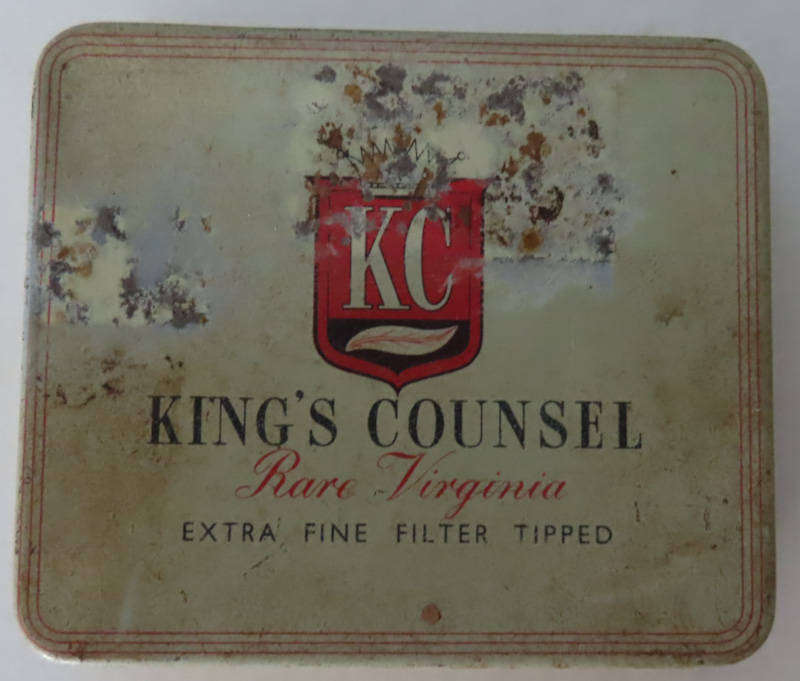 KC
KING'S COUNSEL
Rare Virginia
EXTRA FINE FILTER TIPPED